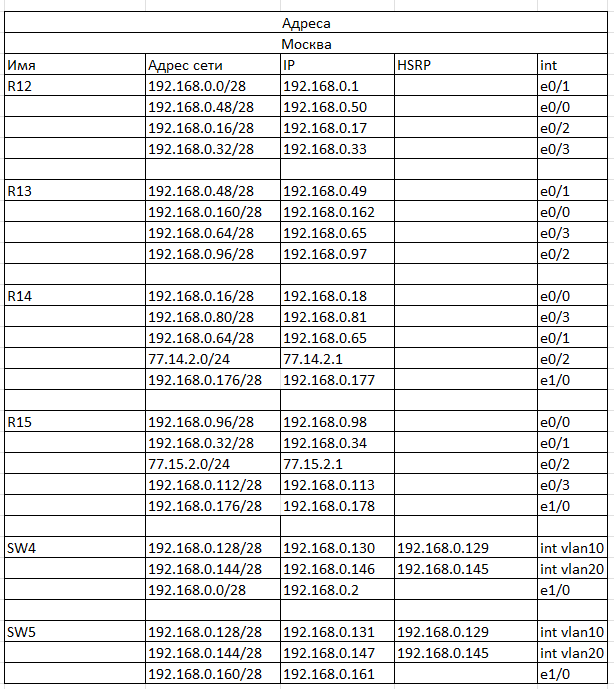 Адреса
Москва
Имя Адрес сети IP HSRP int
R12 192.168.0.0/28 192.168.0.1 e0/1
192.168.0.48/28 192.168.0.50 e0/0
192.168.0.16/28 192.168.0.17 e0/2
192.168.0.32/28 192.168.0.33 e0/3
R13 192.168.0.48/28 192.168.0.49 e0/1
192.168.0.160/28 192.168.0.162 e0/0
192.168.0.64/28 192.168.0.65 e0/3
192.168.0.96/28 192.168.0.97 e0/2
R14 192.168.0.16/28 192.168.0.18 e0/0
192.168.0.80/28 192.168.0.81 e0/3
192.168.0.64/28 192.168.0.65 e0/1
77.14.2.0/24 77.14.2.1 e0/2
192.168.0.176/28 192.168.0.177 e1/0
R15 192.168.0.96/28 192.168.0.98 e0/0
192.168.0.32/28 192.168.0.34 e0/1
77.15.2.0/24 77.15.2.1 e0/2
192.168.0.112/28 192.168.0.113 e0/3
192.168.0.176/28 192.168.0.178 e1/0
SW4 192.168.0.128/28 192.168.0.130 192.168.0.129 int vlan10
192.168.0.144/28 192.168.0.146 192.168.0.145 int vlan20
192.168.0.0/28 192.168.0.2 e1/0
SW5 192.168.0.128/28 192.168.0.131 192.168.0.129 int vlan10
192.168.0.144/28 192.168.0.147 192.168.0.145 int vlan20
192.168.0.160/28 192.168.0.161 e1/0